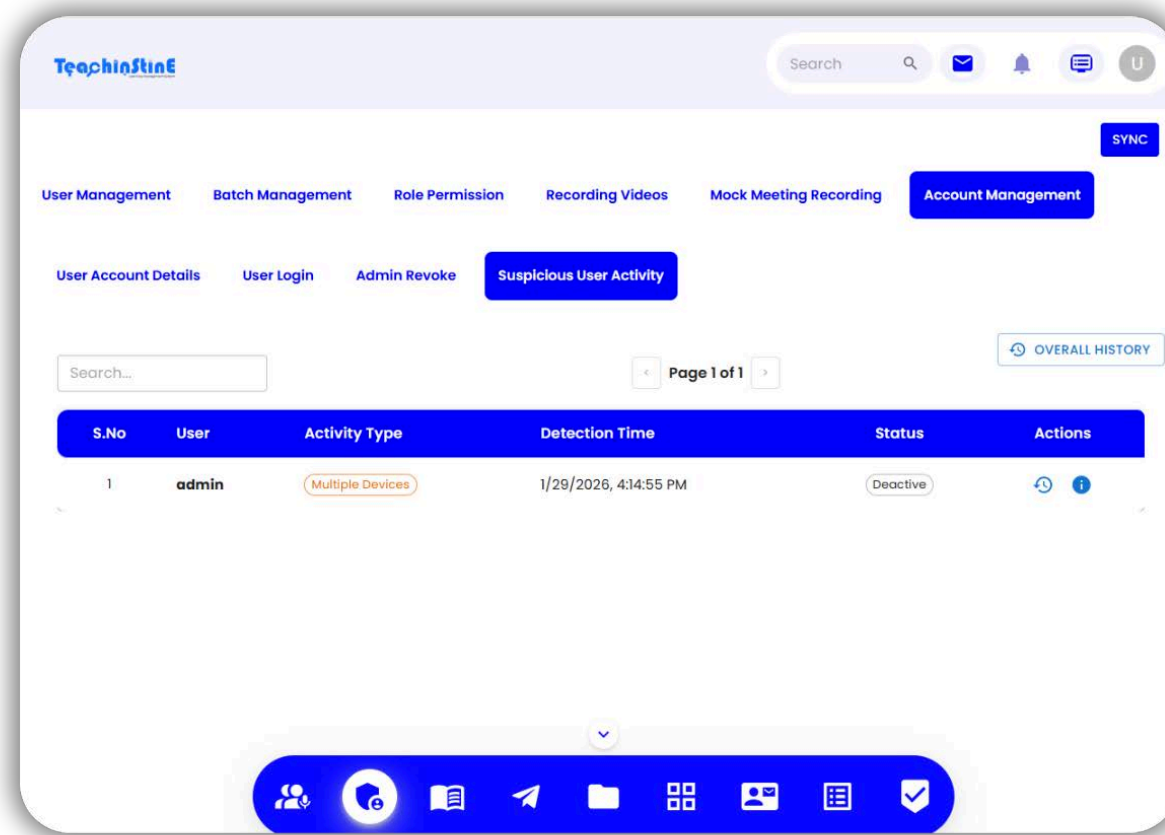 TeachinstinE
Search
U
SYNC
User Management Batch Management Role Permission Recording Videos Mock Meeting Recording Account Management
User Account Details User Login Admin Revoke Suspicious User Activity
OVERALL HISTORY
Search... Page 1 of 1
S.No User Activity Type Detection Time Status Actions
1 admin Multiple Devices 1/29/2026, 4:14:55 PM Deactive